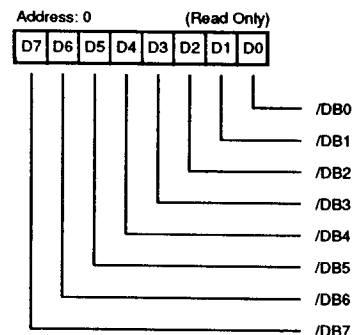 Address: 0 (Read Only)
D7 D6 D5 D4 D3 D2 D1 D0
/DB0
/DB1
/DB2
/DB3
/DB4
/DB5
/DB6
/DB7